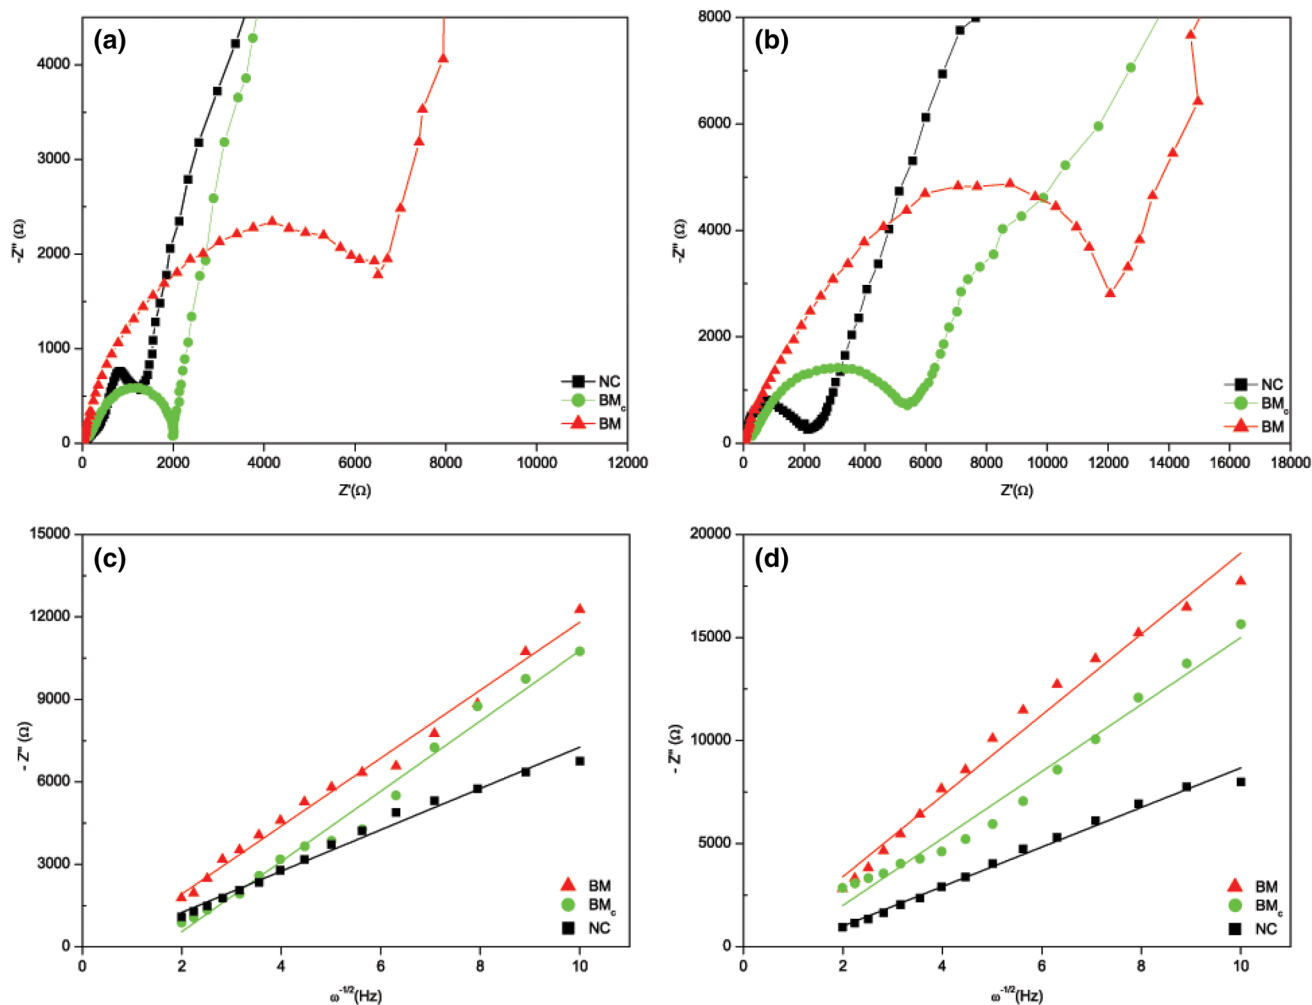 (a)
4000
3000
2000
1000
0
-Z"(Ω)
0 2000 4000 6000 8000 10000 12000
Z'(Ω)
NC
BMc
BM
(b)
8000
6000
4000
2000
0
-Z"(Ω)
0 2000 4000 6000 8000 10000 12000 14000 16000 18000
Z'(Ω)
NC
BMc
BM
(c)
15000
12000
9000
6000
3000
0
- Z" (Ω)
0 2 4 6 8 10
ω-1/2(Hz)
BM
BMc
NC
(d)
20000
15000
10000
5000
0
- Z" (Ω)
0 2 4 6 8 10
ω-1/2(Hz)
BM
BMc
NC